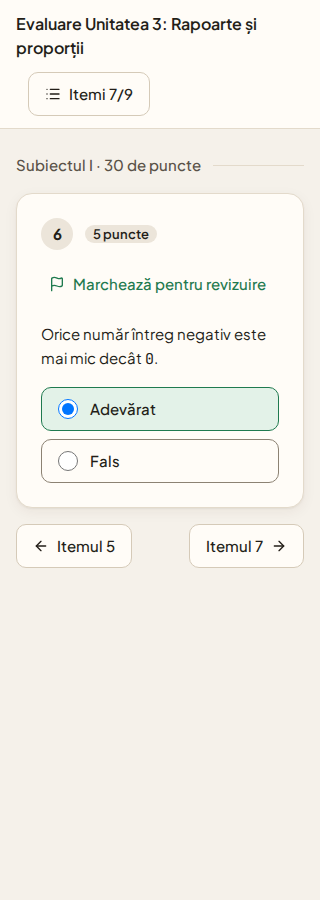 Evaluare Unitatea 3: Rapoarte și
proporții
Itemi 7/9
Subiectul I · 30 de puncte
6
5 puncte
Marchează pentru revizuire
Orice număr întreg negativ este
mai mic decât 0.
Adevărat
Fals
Itemul 5
Itemul 7